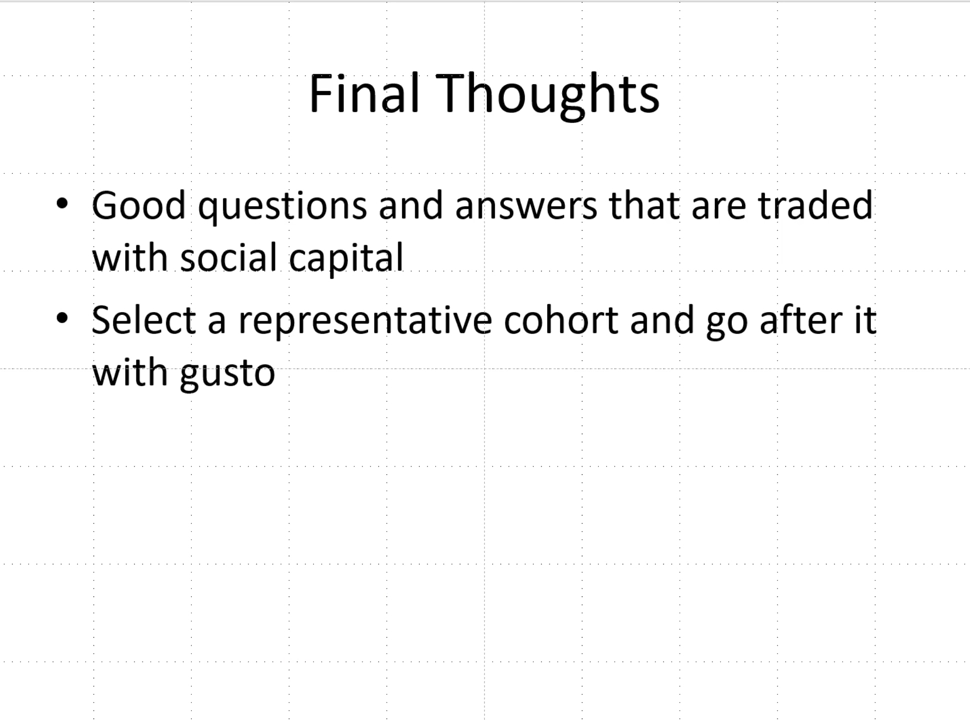 Final Thoughts
• Good questions and answers that are traded
with social capital
• Select a representative cohort and go after it
with gusto